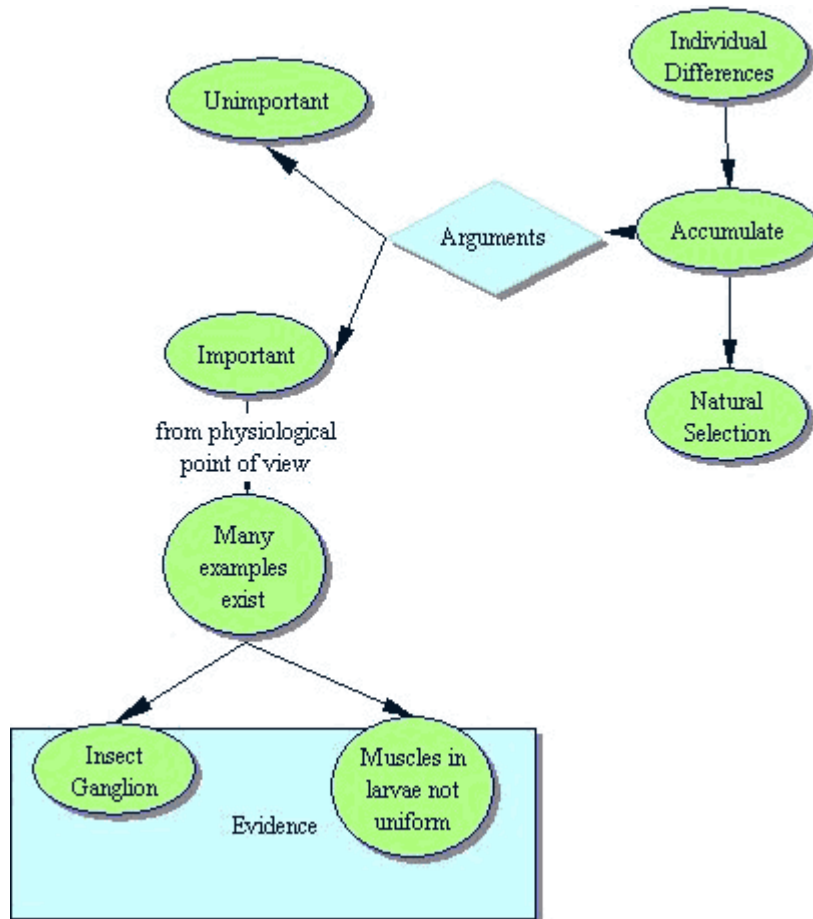 Individual
Differences
Unimportant
Arguments
Accumulate
Important
Natural
Selection
from physiological
point of view
Many
examples
exist
Insect
Ganglion
Muscles in
larvae not
uniform
Evidence